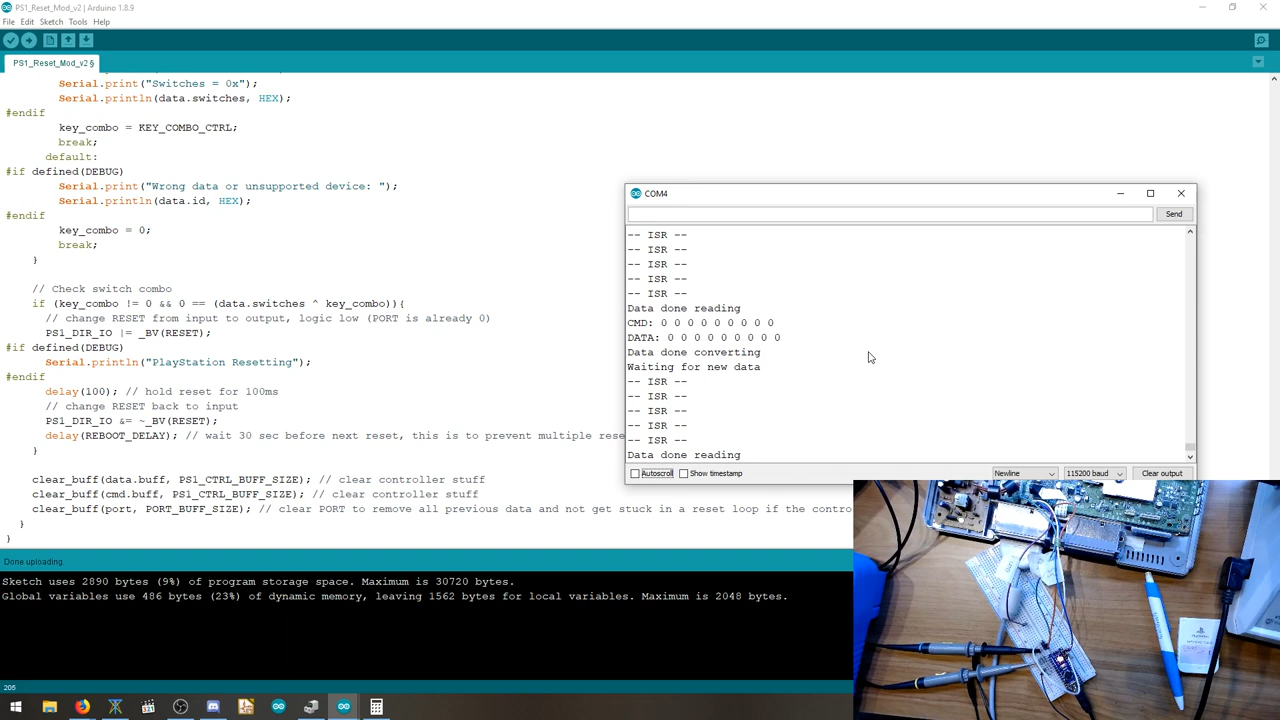 PS1_Reset_Mod_v2 | Arduino 1.8.9
File Edit Sketch Tools Help
PS1_Reset_Mod_v2 §
Serial.print("Switches = 0x");
Serial.println(data.switches, HEX);
#endif
key_combo = KEY_COMBO_CTRL;
break;
default:
#if defined(DEBUG)
Serial.print("Wrong data or unsupported device: ");
Serial.println(data.id, HEX);
#endif
key_combo = 0;
break;
}
// Check switch combo
if (key_combo != 0 && 0 == (data.switches ^ key_combo)){
// change RESET from input to output, logic low (PORT is already 0)
PS1_DIR_IO |= _BV(RESET);
#if defined(DEBUG)
Serial.println("PlayStation Resetting");
#endif
delay(100); // hold reset for 100ms
// change RESET back to input
PS1_DIR_IO &= ~_BV(RESET);
delay(REBOOT_DELAY); // wait 30 sec before next reset, this is to prevent multiple rese
}
clear_buff(data.buff, PS1_CTRL_BUFF_SIZE); // clear controller stuff
clear_buff(cmd.buff, PS1_CTRL_BUFF_SIZE); // clear controller stuff
clear_buff(port, PORT_BUFF_SIZE); // clear PORT to remove all previous data and not get stuck in a reset loop if the contro
}
}
COM4
Send
-- ISR --
-- ISR --
-- ISR --
-- ISR --
-- ISR --
Data done reading
CMD: 0 0 0 0 0 0 0 0 0
DATA: 0 0 0 0 0 0 0 0 0
Data done converting
Waiting for new data
-- ISR --
-- ISR --
-- ISR --
-- ISR --
-- ISR --
Data done reading
Autoscroll Show timestamp Newline 115200 baud Clear output
Done uploading.
Sketch uses 2890 bytes (9%) of program storage space. Maximum is 30720 bytes.
Global variables use 486 bytes (23%) of dynamic memory, leaving 1562 bytes for local variables. Maximum is 2048 bytes.
205